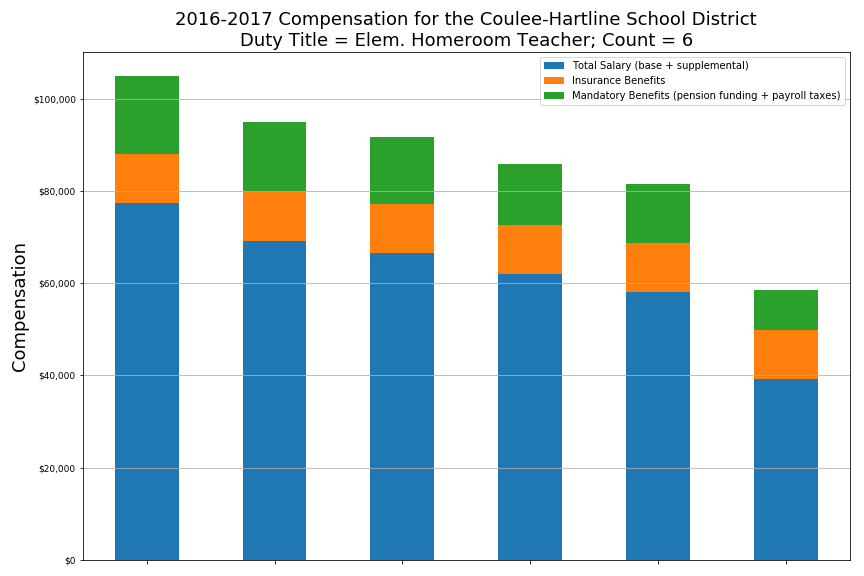 2016-2017 Compensation for the Coulee-Hartline School District
Duty Title = Elem. Homeroom Teacher; Count = 6
Total Salary (base + supplemental)
Insurance Benefits
Mandatory Benefits (pension funding + payroll taxes)
$100,000
$80,000
$60,000
$40,000
$20,000
$0
Compensation